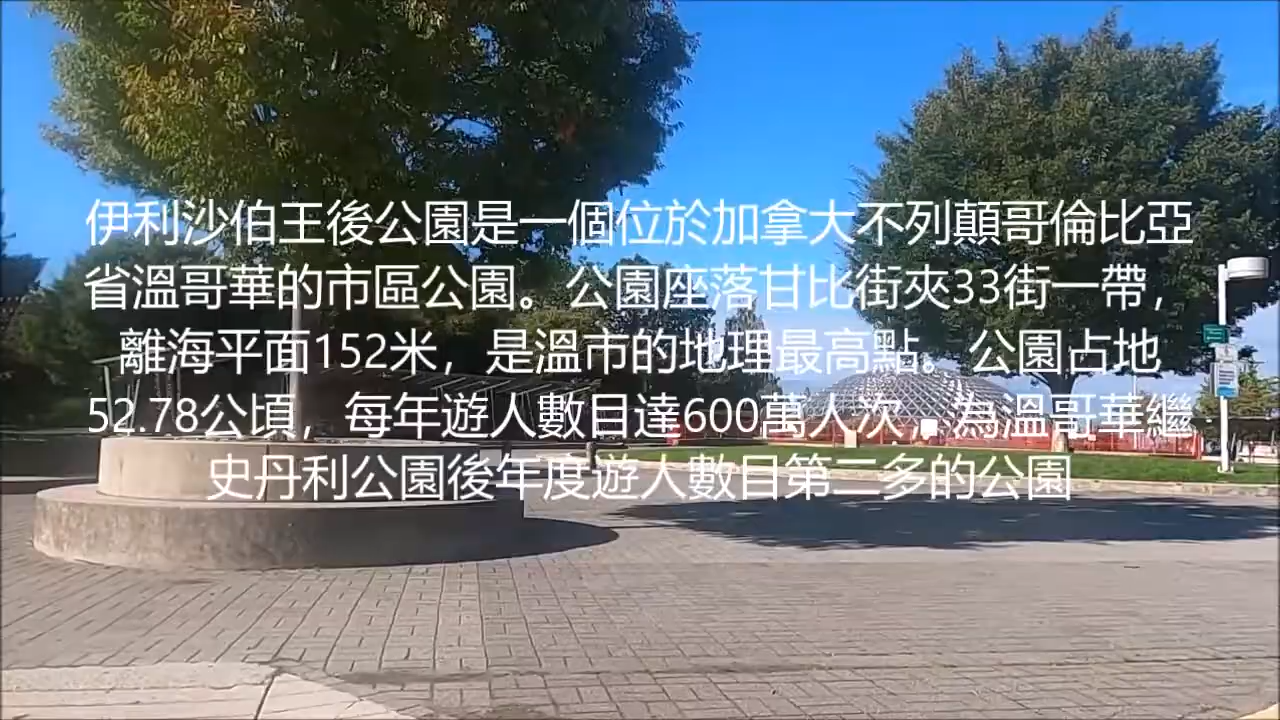 伊利沙伯王後公園是一個位於加拿大不列顛哥倫比亞
省溫哥華的市區公園。公園座落甘比街夾33街一帶，
離海平面152米，是溫市的地理最高點。公園占地
52.78公頃，每年遊人數目達600萬人次，為溫哥華繼
史丹利公園後年度遊人數目第二多的公園